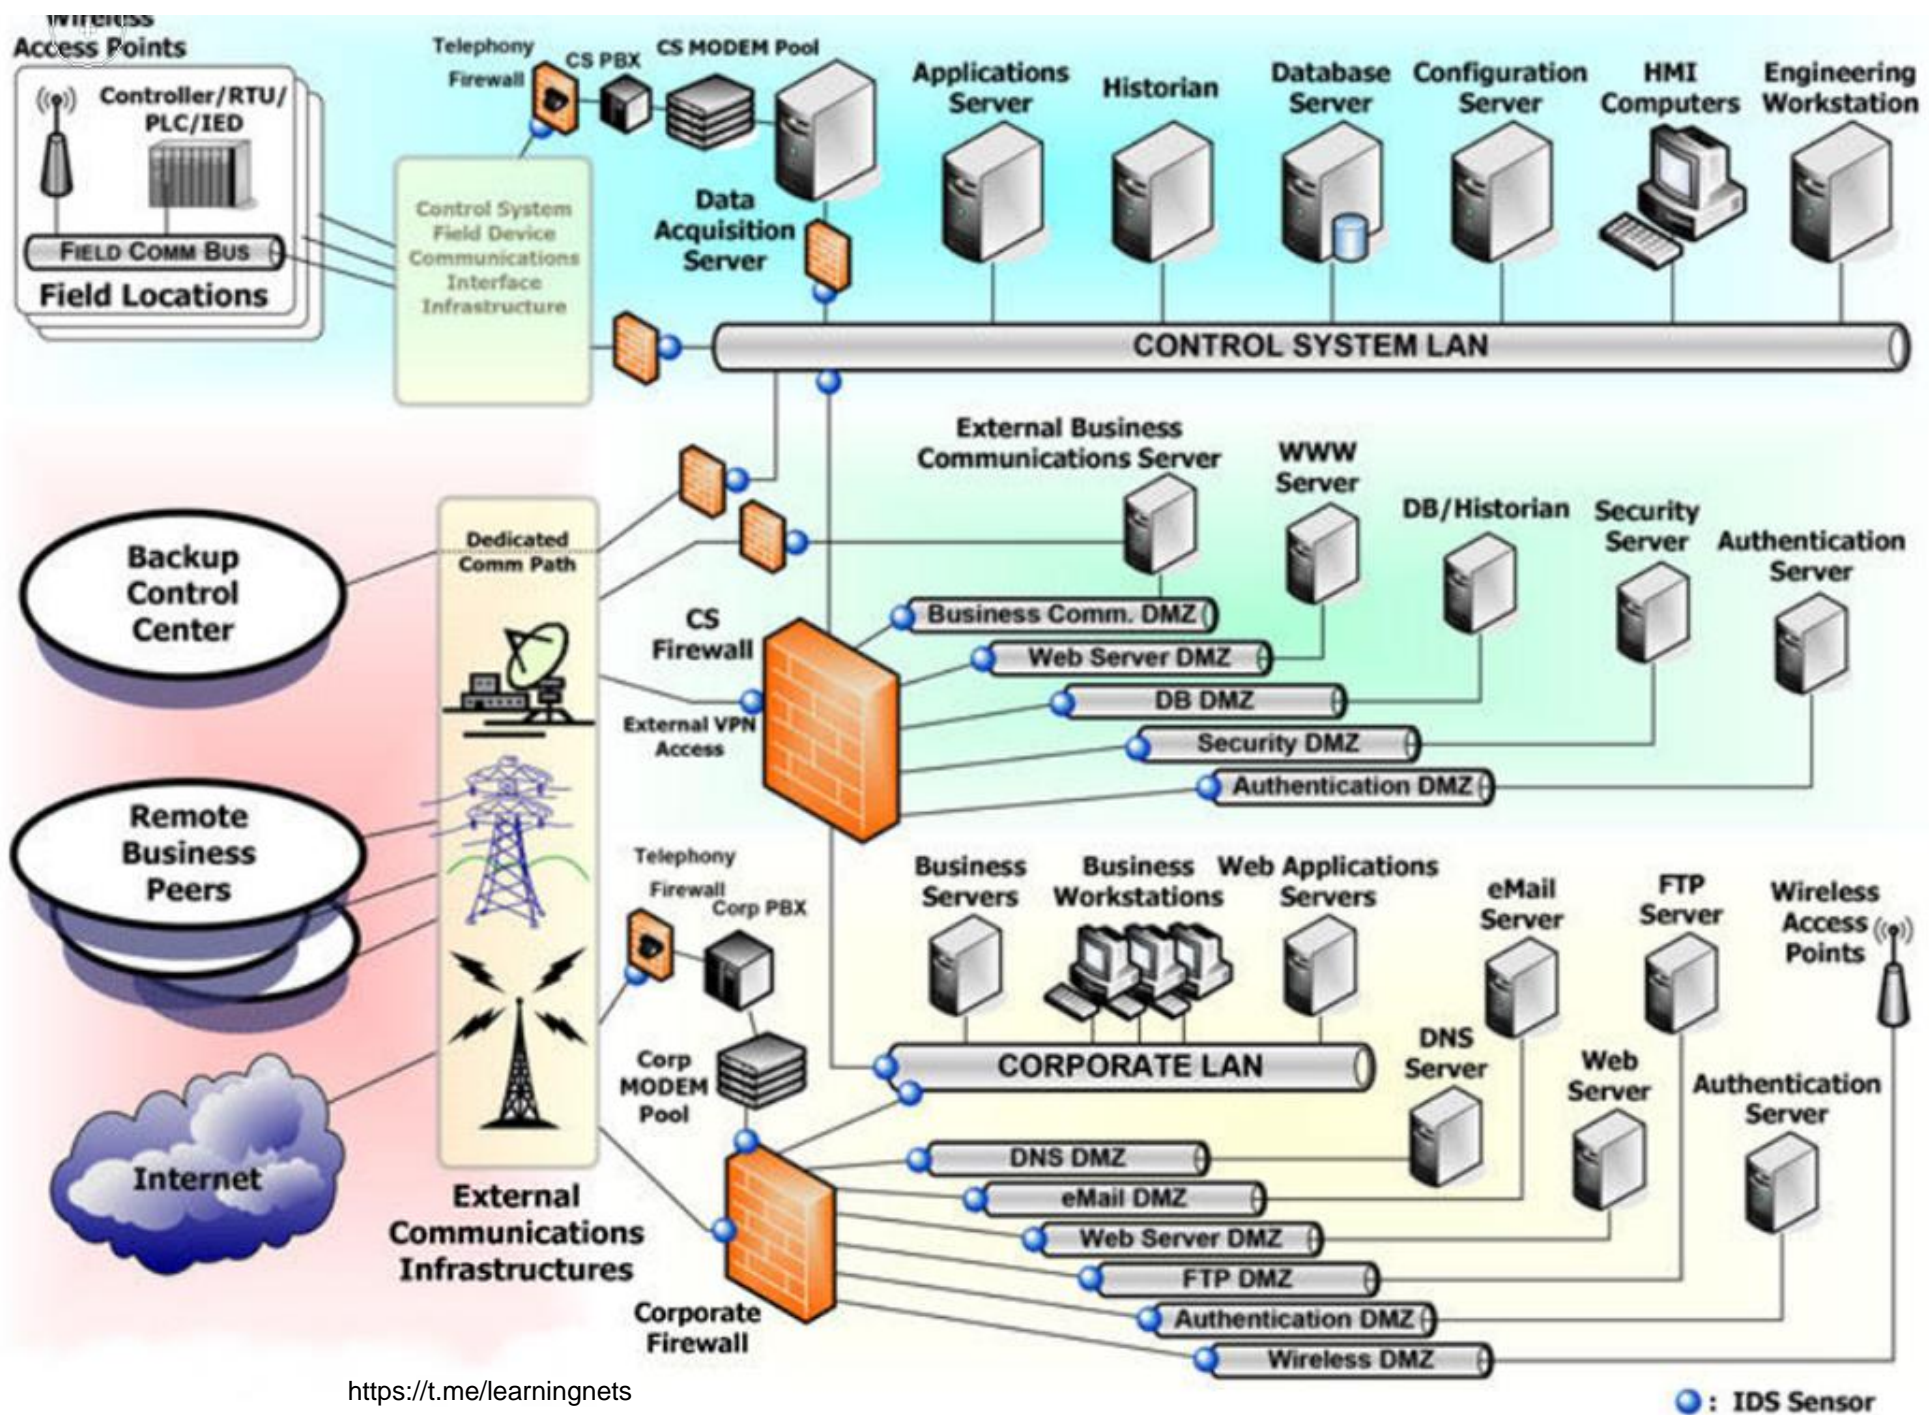 Wireless
Access Points
Controller/RTU/
PLC/IED
FIELD COMM BUS
Field Locations
Telephony
Firewall
CS PBX
CS MODEM Pool
Control System
Field Device
Communications
Interface
Infrastructure
Data
Acquisition
Server
Applications
Server
Historian
Database
Server
Configuration
Server
HMI
Computers
Engineering
Workstation
CONTROL SYSTEM LAN
External Business
Communications Server
WWW
Server
DB/Historian
Security
Server
Authentication
Server
Backup
Control
Center
Dedicated
Comm Path
CS
Firewall
External VPN
Access
Business Comm. DMZ
Web Server DMZ
DB DMZ
Security DMZ
Authentication DMZ
Remote
Business
Peers
Telephony
Firewall
Corp PBX
Business
Servers
Business
Workstations
Web Applications
Servers
eMail
Server
FTP
Server
Wireless
Access
Points
Corp
MODEM
Pool
CORPORATE LAN
DNS
Server
Web
Server
Authentication
Server
Internet
External
Communications
Infrastructures
DNS DMZ
eMail DMZ
Web Server DMZ
FTP DMZ
Authentication DMZ
Wireless DMZ
Corporate
Firewall
https://t.me/learningnets
: IDS Sensor